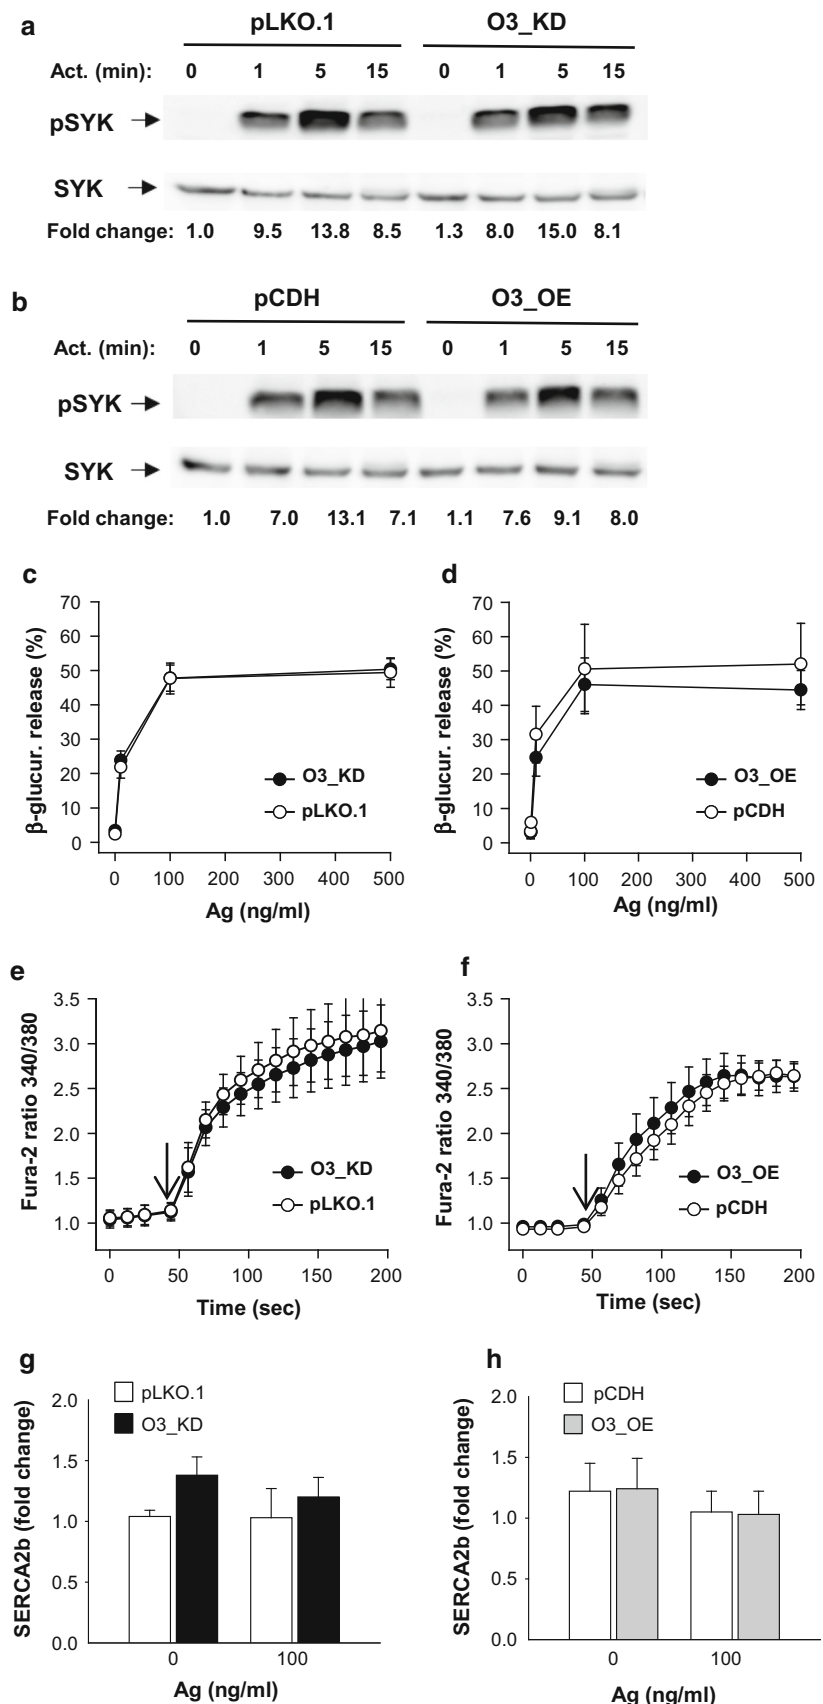 a
pLKO.1 O3_KD
Act. (min): 0 1 5 15 0 1 5 15
pSYK
SYK
Fold change: 1.0 9.5 13.8 8.5 1.3 8.0 15.0 8.1
b
pCDH O3_OE
Act. (min): 0 1 5 15 0 1 5 15
pSYK
SYK
Fold change: 1.0 7.0 13.1 7.1 1.1 7.6 9.1 8.0
c
β-glucur. release (%)
70
60
50
40
30
20
10
0
O3_KD
pLKO.1
0 100 200 300 400 500
Ag (ng/ml)
d
β-glucur. release (%)
70
60
50
40
30
20
10
0
O3_OE
pCDH
0 100 200 300 400 500
Ag (ng/ml)
e
Fura-2 ratio 340/380
3.5
3.0
2.5
2.0
1.5
1.0
O3_KD
pLKO.1
0 50 100 150 200
Time (sec)
f
Fura-2 ratio 340/380
3.5
3.0
2.5
2.0
1.5
1.0
O3_OE
pCDH
0 50 100 150 200
Time (sec)
g
pLKO.1
O3_KD
SERCA2b (fold change)
2.0
1.5
1.0
0.5
0.0
0 100
Ag (ng/ml)
h
pCDH
O3_OE
SERCA2b (fold change)
2.0
1.5
1.0
0.5
0.0
0 100
Ag (ng/ml)